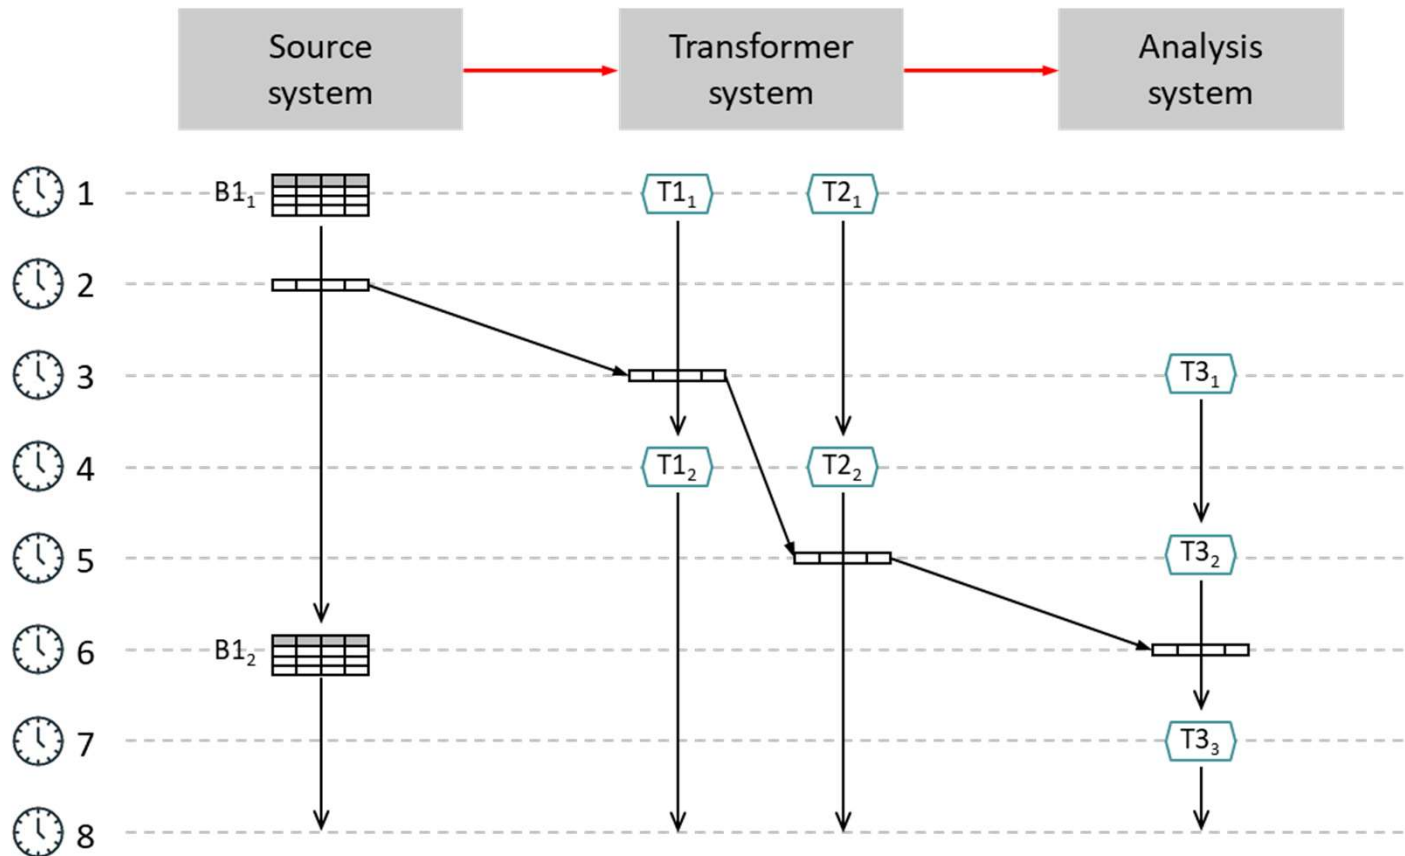 Source
system
Transformer
system
Analysis
system
1
B1₁
T1₁
T2₁
2
3
T3₁
4
T1₂
T2₂
5
T3₂
6
B1₂
7
T3₃
8